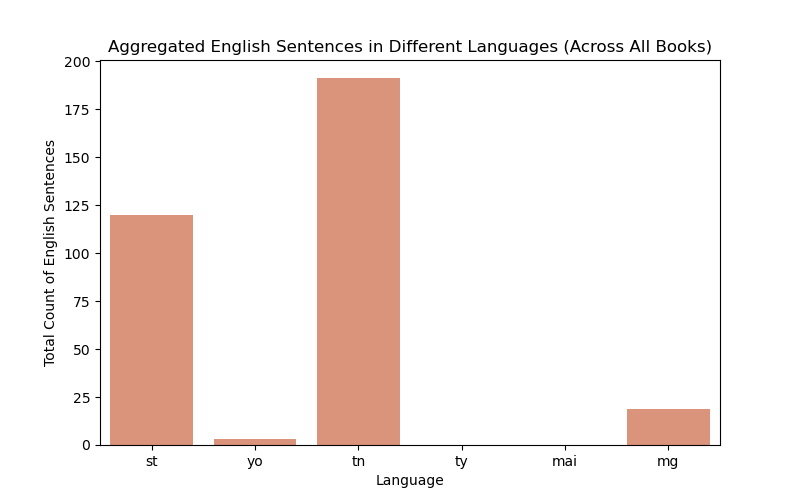 Aggregated English Sentences in Different Languages (Across All Books)
Total Count of English Sentences
200
175
150
125
100
75
50
25
0
st yo tn ty mai mg
Language